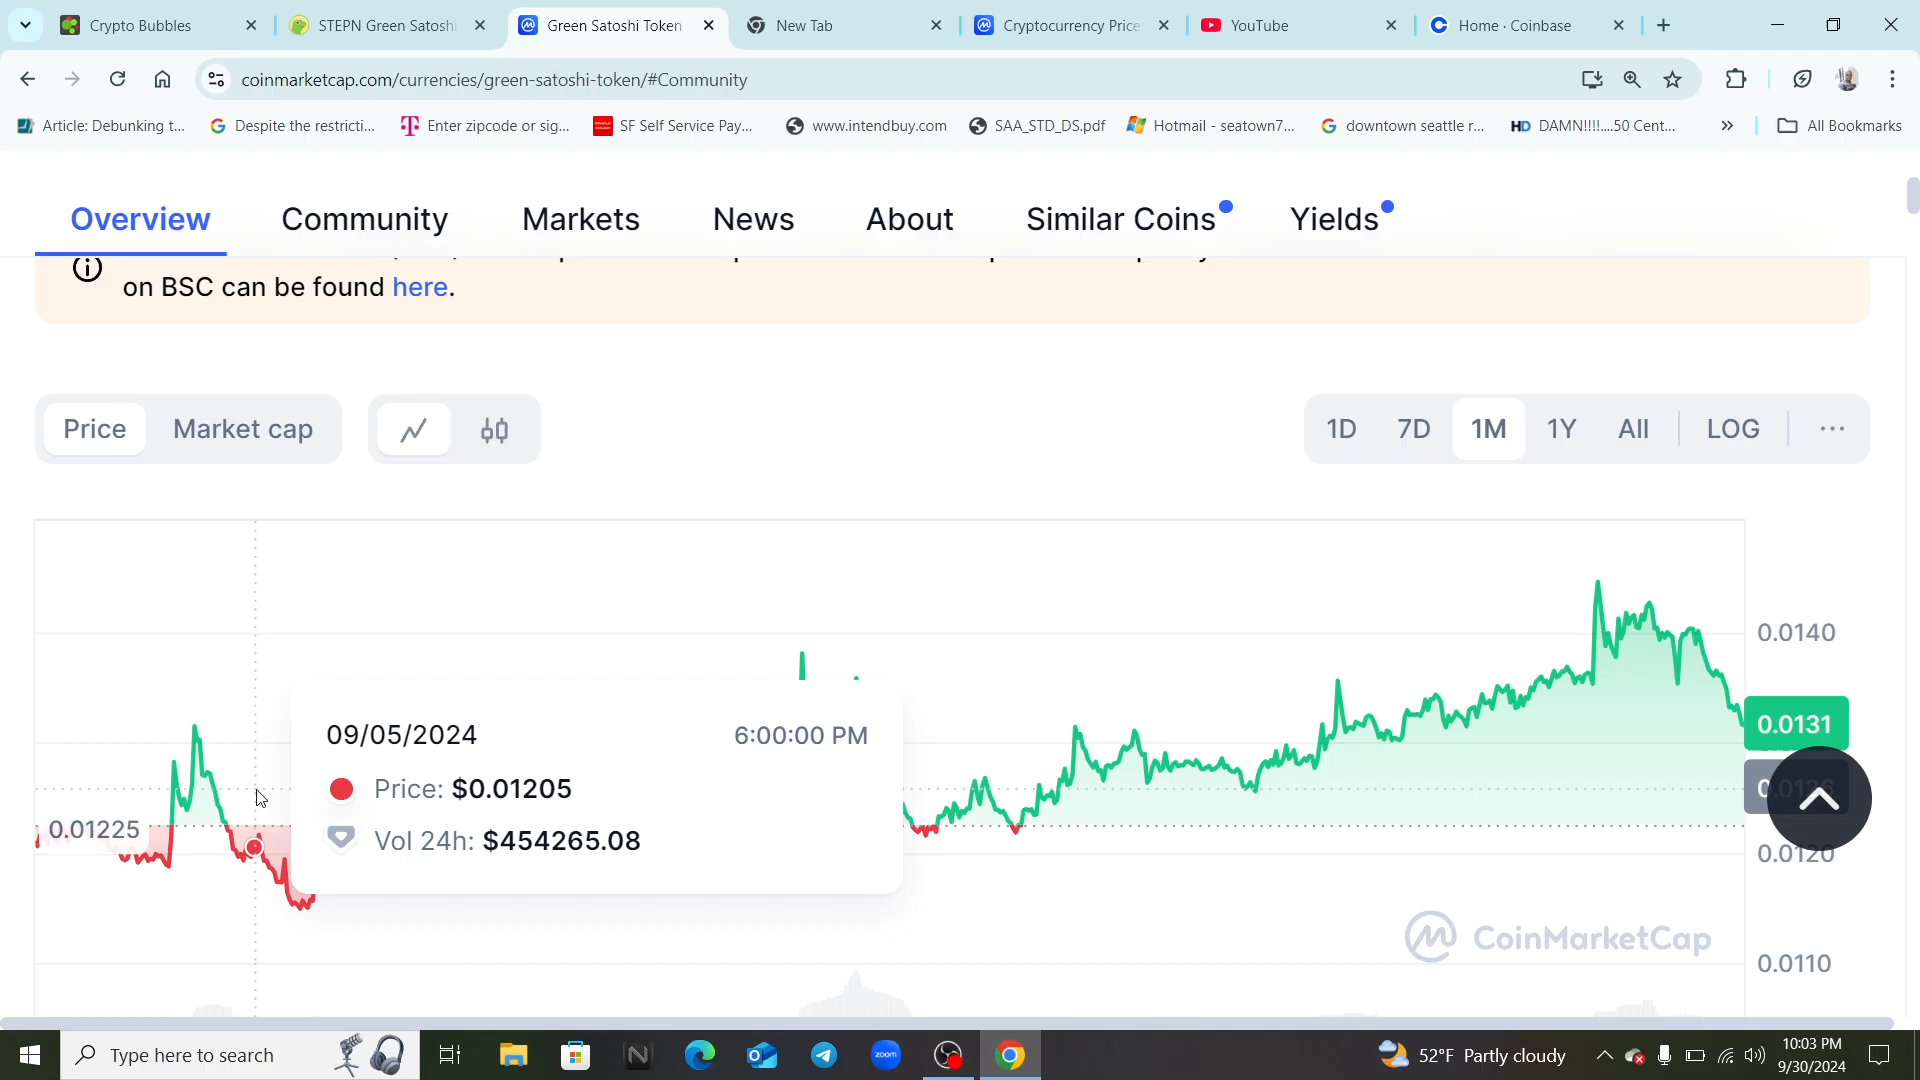 Crypto Bubbles
STEPN Green Satoshi
Green Satoshi Token
New Tab
Cryptocurrency Price
YouTube
Home · Coinbase
coinmarketcap.com/currencies/green-satoshi-token/#Community
Article: Debunking t...
Despite the restricti...
Enter zipcode or sig...
SF Self Service Pay...
www.intendbuy.com
SAA_STD_DS.pdf
Hotmail - seatown7...
downtown seattle r...
HD DAMN!!!!....50 Cent...
All Bookmarks
Overview
Community
Markets
News
About
Similar Coins
Yields
on BSC can be found here.
Price
Market cap
1D
7D
1M
1Y
All
LOG
0.0140
09/05/2024
6:00:00 PM
0.0131
Price: $0.01205
0.01225
Vol 24h: $454265.08
0.0120
CoinMarketCap
0.0110
Type here to search
zoom
52°F Partly cloudy
10:03 PM
9/30/2024